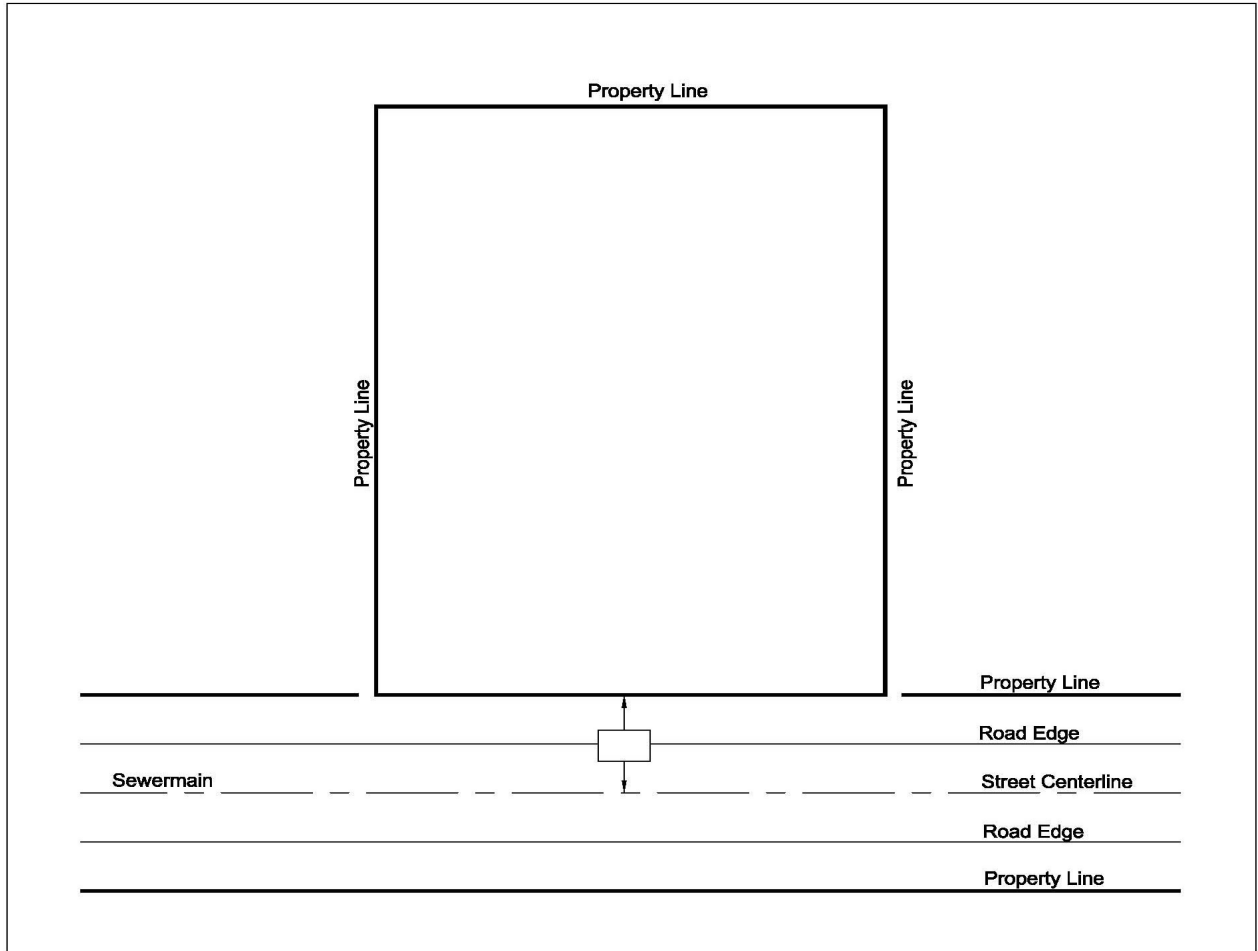 Property Line
Property Line
Property Line
Property Line
Road Edge
Sewermain
Street Centerline
Road Edge
Property Line